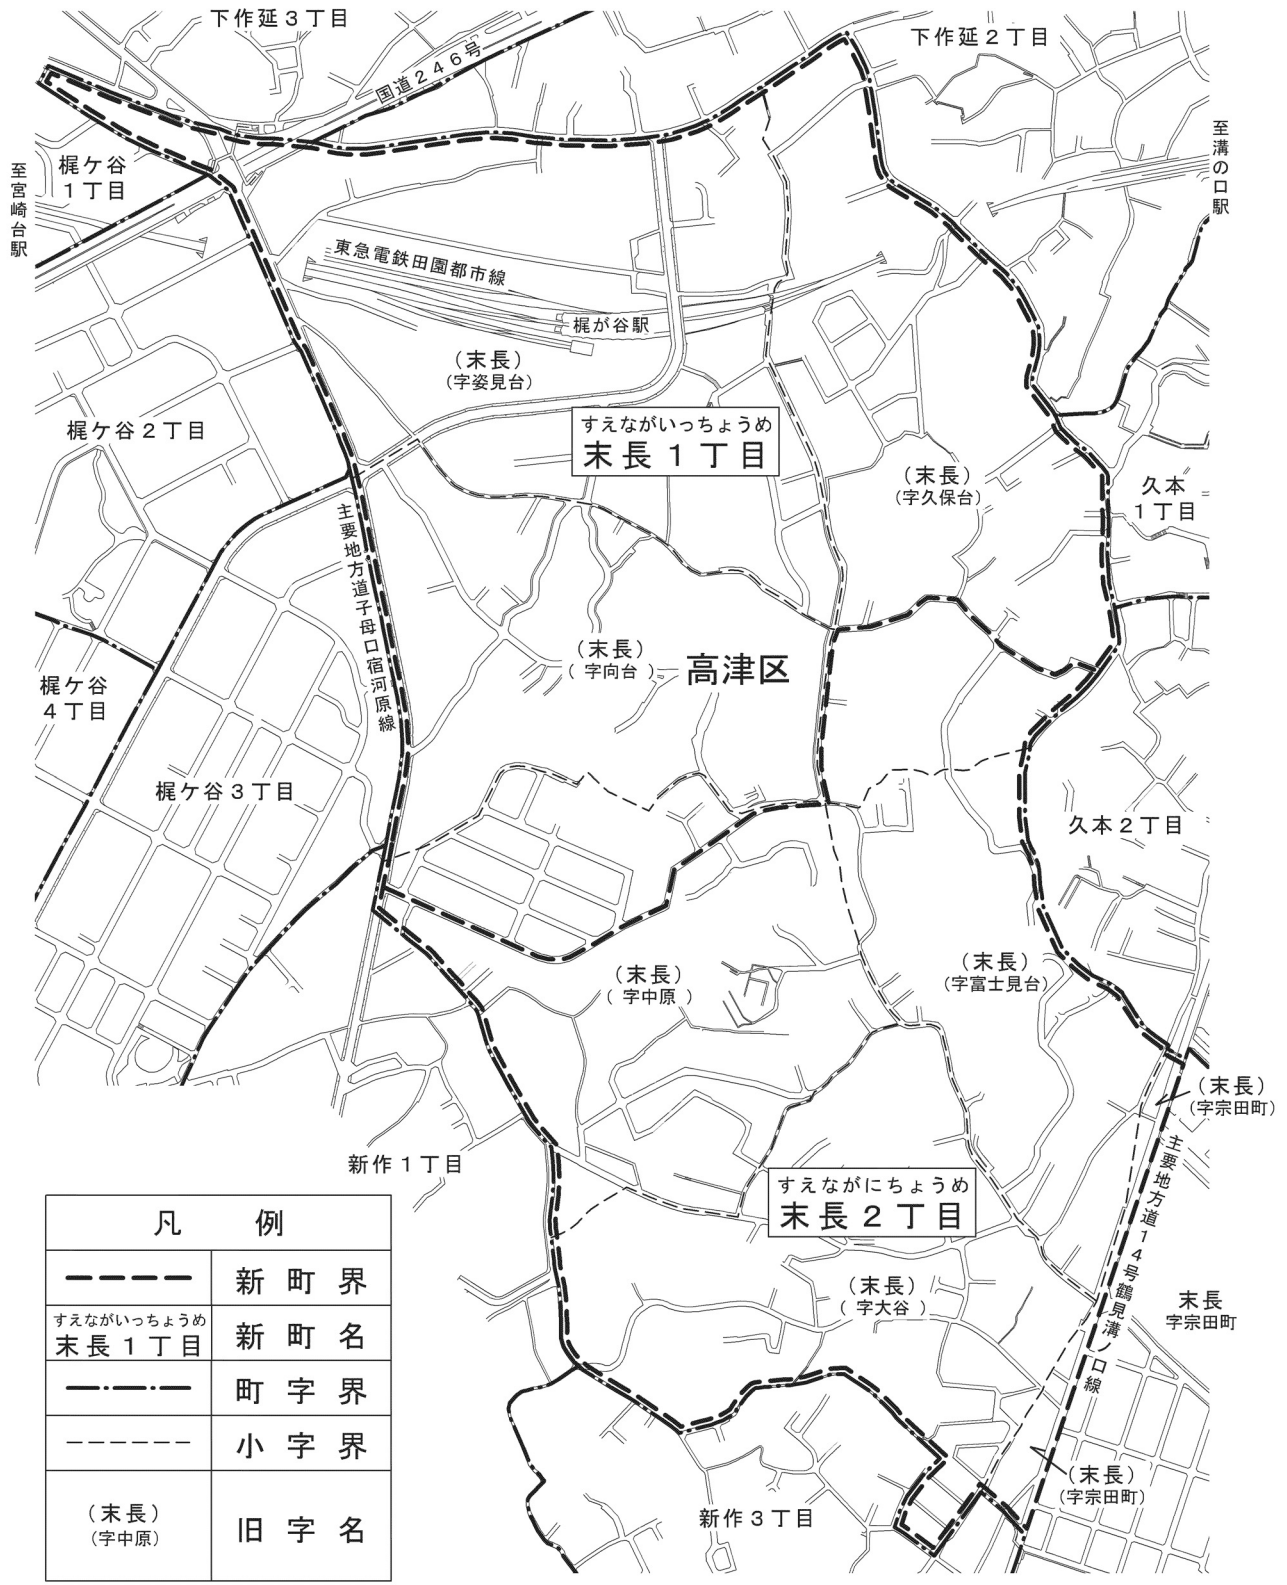 下作延３丁目
国道２４６号
下作延２丁目
至宮崎台駅
梶ケ谷
１丁目
至溝の口駅
東急電鉄田園都市線
梶が谷駅
（末長）
（字姿見台）
梶ケ谷２丁目
すえながいっちょうめ
末長１丁目
（末長）
（字久保台）
久本
１丁目
主要地方道子母口宿河原線
（末長）
（字向台）
高津区
梶ケ谷
４丁目
梶ケ谷３丁目
久本２丁目
（末長）
（字中原）
（末長）
（字富士見台）
（末長）
（字宗田町）
新作１丁目
主要地方道１４号鶴見溝ノ口線
すえながにちょうめ
末長２丁目
（末長）
（字大谷）
末長
字宗田町
（末長）
（字宗田町）
新作３丁目
凡例
新町界
すえながいっちょうめ
末長１丁目
新町名
町字界
小字界
（末長）
（字中原）
旧字名